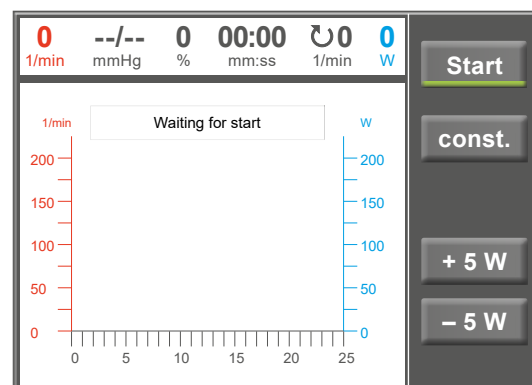 0 --/-- 0 00:00 ↻0 0
1/min mmHg % mm:ss 1/min W
Start
1/min Waiting for start W
const.
200 200
150 150
100 100
+ 5 W
50 50
– 5 W
0 0
0 5 10 15 20 25